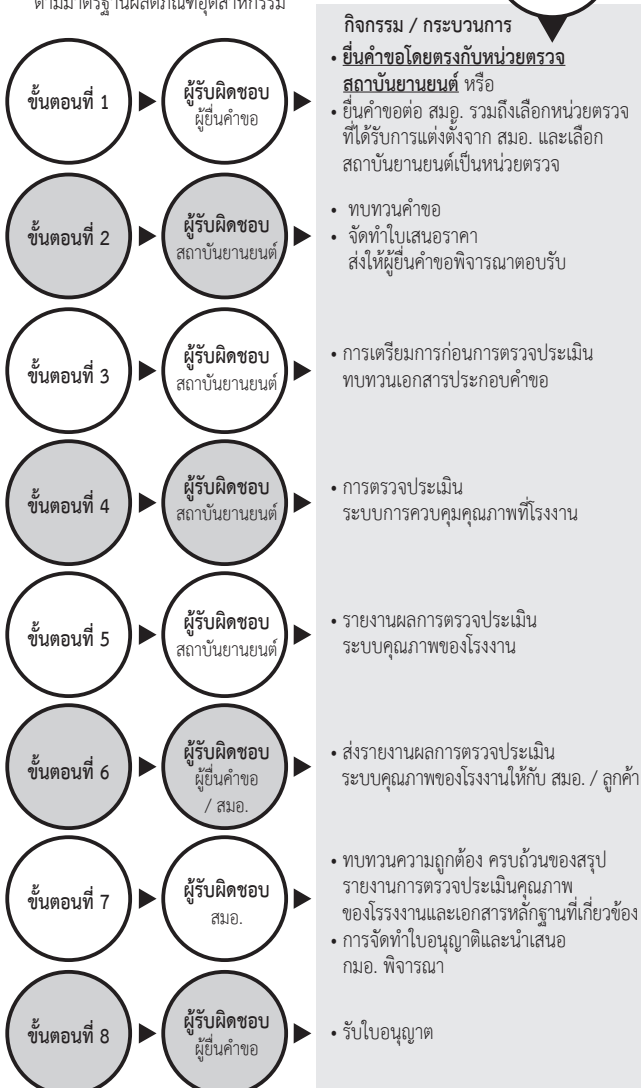 ตามมาตรฐานผลิตภัณฑ์อุตสาหกรรม
กิจกรรม / กระบวนการ
ขั้นตอนที่ 1
ผู้รับผิดชอบ
ผู้ยื่นคำขอ
• ยื่นคำขอโดยตรงกับหน่วยตรวจ
สถาบันยานยนต์ หรือ
• ยื่นคำขอต่อ สมอ. รวมถึงเลือกหน่วยตรวจ
ที่ได้รับการแต่งตั้งจาก สมอ. และเลือก
สถาบันยานยนต์เป็นหน่วยตรวจ
ขั้นตอนที่ 2
ผู้รับผิดชอบ
สถาบันยานยนต์
• ทบทวนคำขอ
• จัดทำใบเสนอราคา
ส่งให้ผู้ยื่นคำขอพิจารณาตอบรับ
ขั้นตอนที่ 3
ผู้รับผิดชอบ
สถาบันยานยนต์
• การเตรียมการก่อนการตรวจประเมิน
ทบทวนเอกสารประกอบคำขอ
ขั้นตอนที่ 4
ผู้รับผิดชอบ
สถาบันยานยนต์
• การตรวจประเมิน
ระบบการควบคุมคุณภาพที่โรงงาน
ขั้นตอนที่ 5
ผู้รับผิดชอบ
สถาบันยานยนต์
• รายงานผลการตรวจประเมิน
ระบบคุณภาพของโรงงาน
ขั้นตอนที่ 6
ผู้รับผิดชอบ
ผู้ยื่นคำขอ
/ สมอ.
• ส่งรายงานผลการตรวจประเมิน
ระบบคุณภาพของโรงงานให้กับ สมอ. / ลูกค้า
ขั้นตอนที่ 7
ผู้รับผิดชอบ
สมอ.
• ทบทวนความถูกต้อง ครบถ้วนของสรุป
รายงานการตรวจประเมินคุณภาพ
ของโรรงงานและเอกสารหลักฐานที่เกี่ยวข้อง
• การจัดทำใบอนุญาติและนำเสนอ
กมอ. พิจารณา
ขั้นตอนที่ 8
ผู้รับผิดชอบ
ผู้ยื่นคำขอ
• รับใบอนุญาต